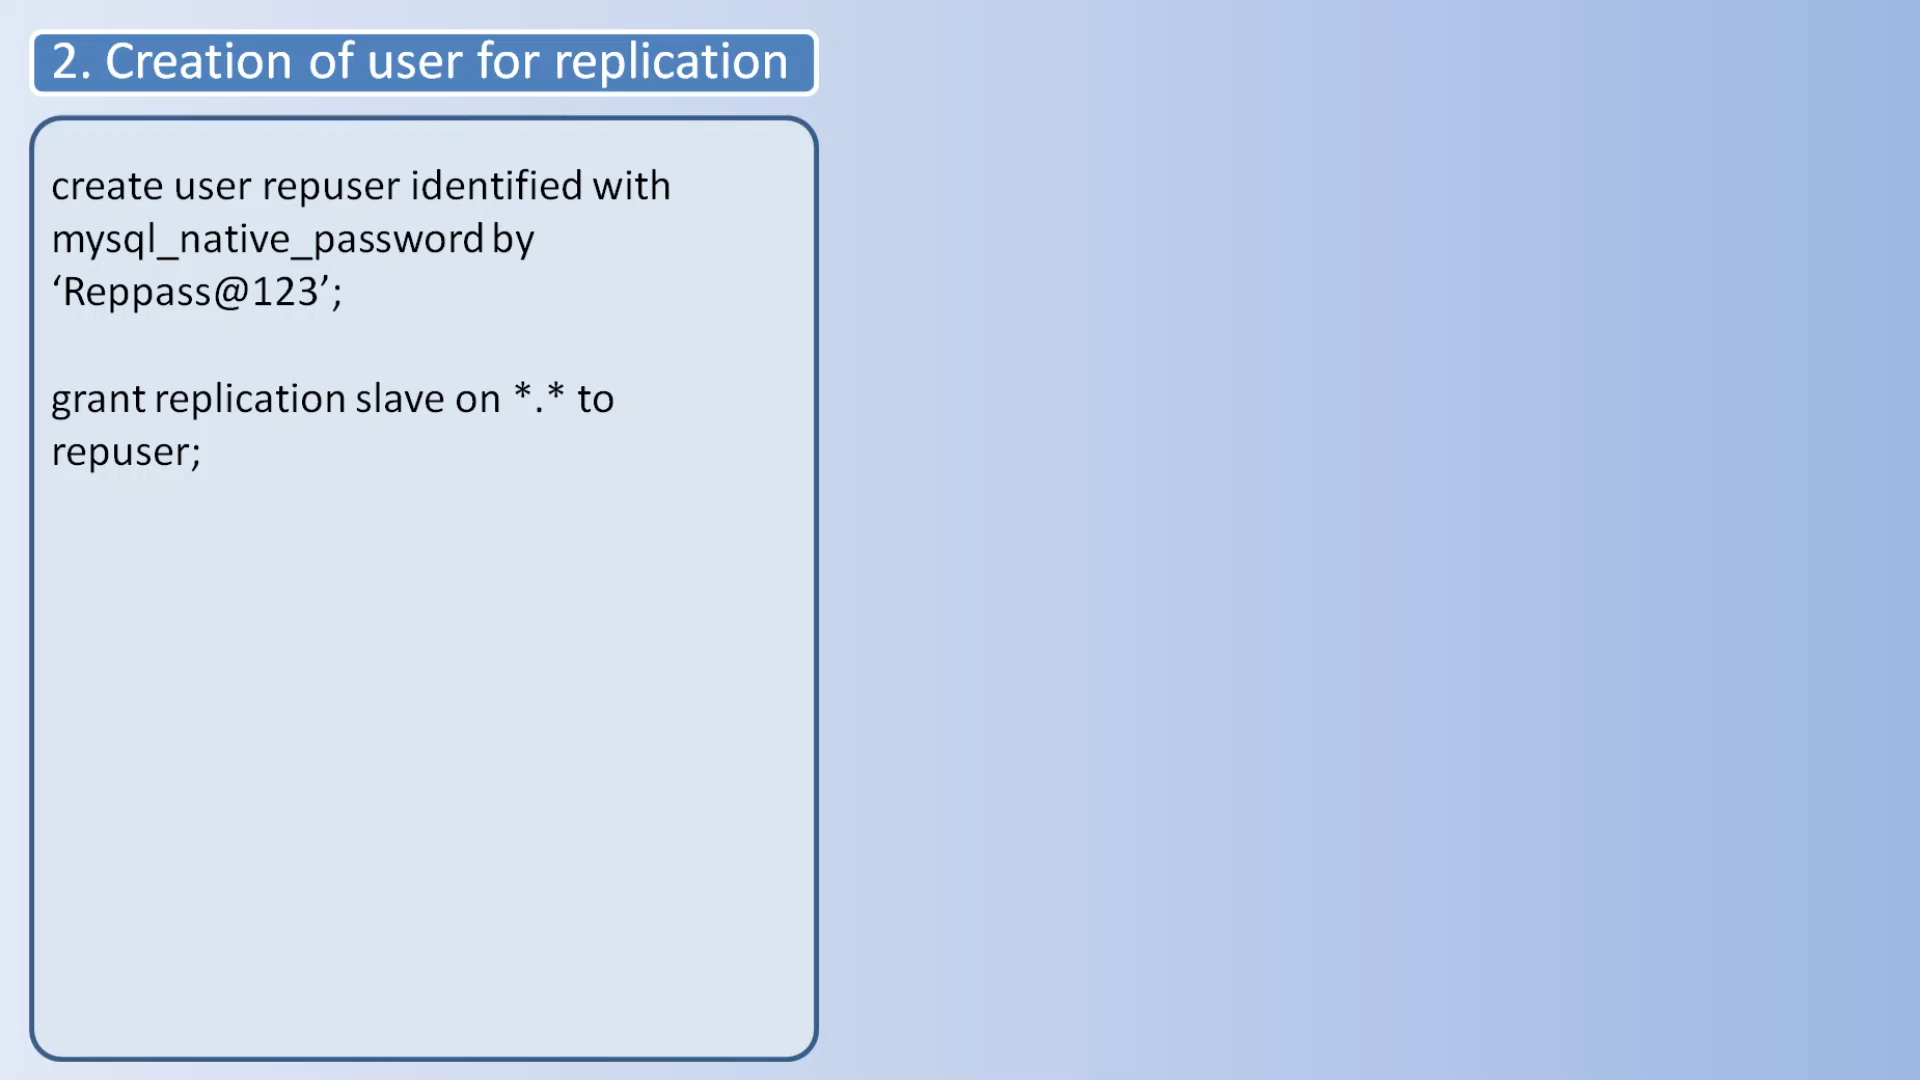 2. Creation of user for replication
create user repuser identified with
mysql_native_password by
‘Reppass@123’;
grant replication slave on *.* to
repuser;